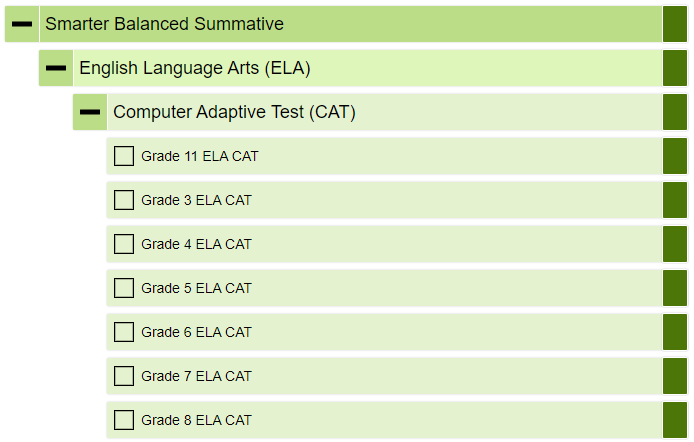 Smarter Balanced Summative
English Language Arts (ELA)
Computer Adaptive Test (CAT)
Grade 11 ELA CAT
Grade 3 ELA CAT
Grade 4 ELA CAT
Grade 5 ELA CAT
Grade 6 ELA CAT
Grade 7 ELA CAT
Grade 8 ELA CAT